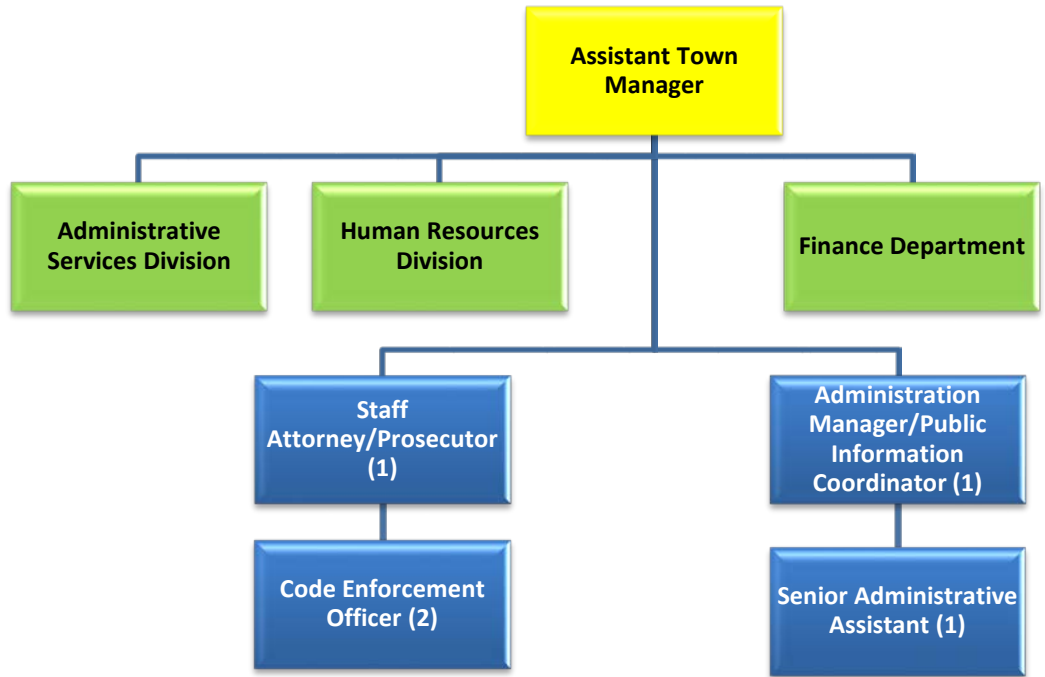 Assistant Town
Manager
Administrative
Services Division
Human Resources
Division
Finance Department
Staff
Attorney/Prosecutor
(1)
Administration
Manager/Public
Information
Coordinator (1)
Code Enforcement
Officer (2)
Senior Administrative
Assistant (1)